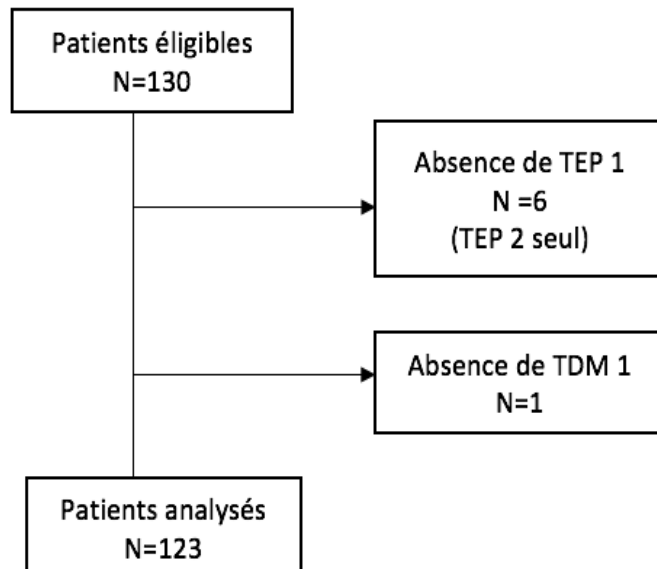 Patients éligibles
N=130
Absence de TEP 1
N =6
(TEP 2 seul)
Absence de TDM 1
N=1
Patients analysés
N=123